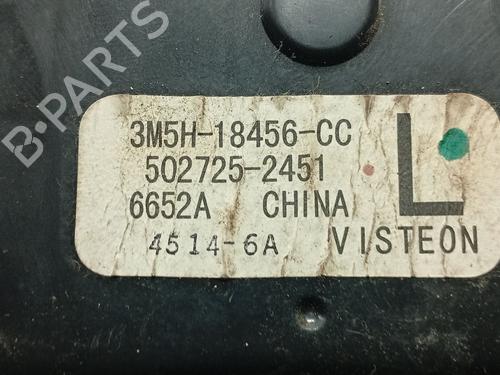 B-PARTS
3M5H-18456-CC
502725-2451
6652A CHINA
L
4514-6A VISTEON